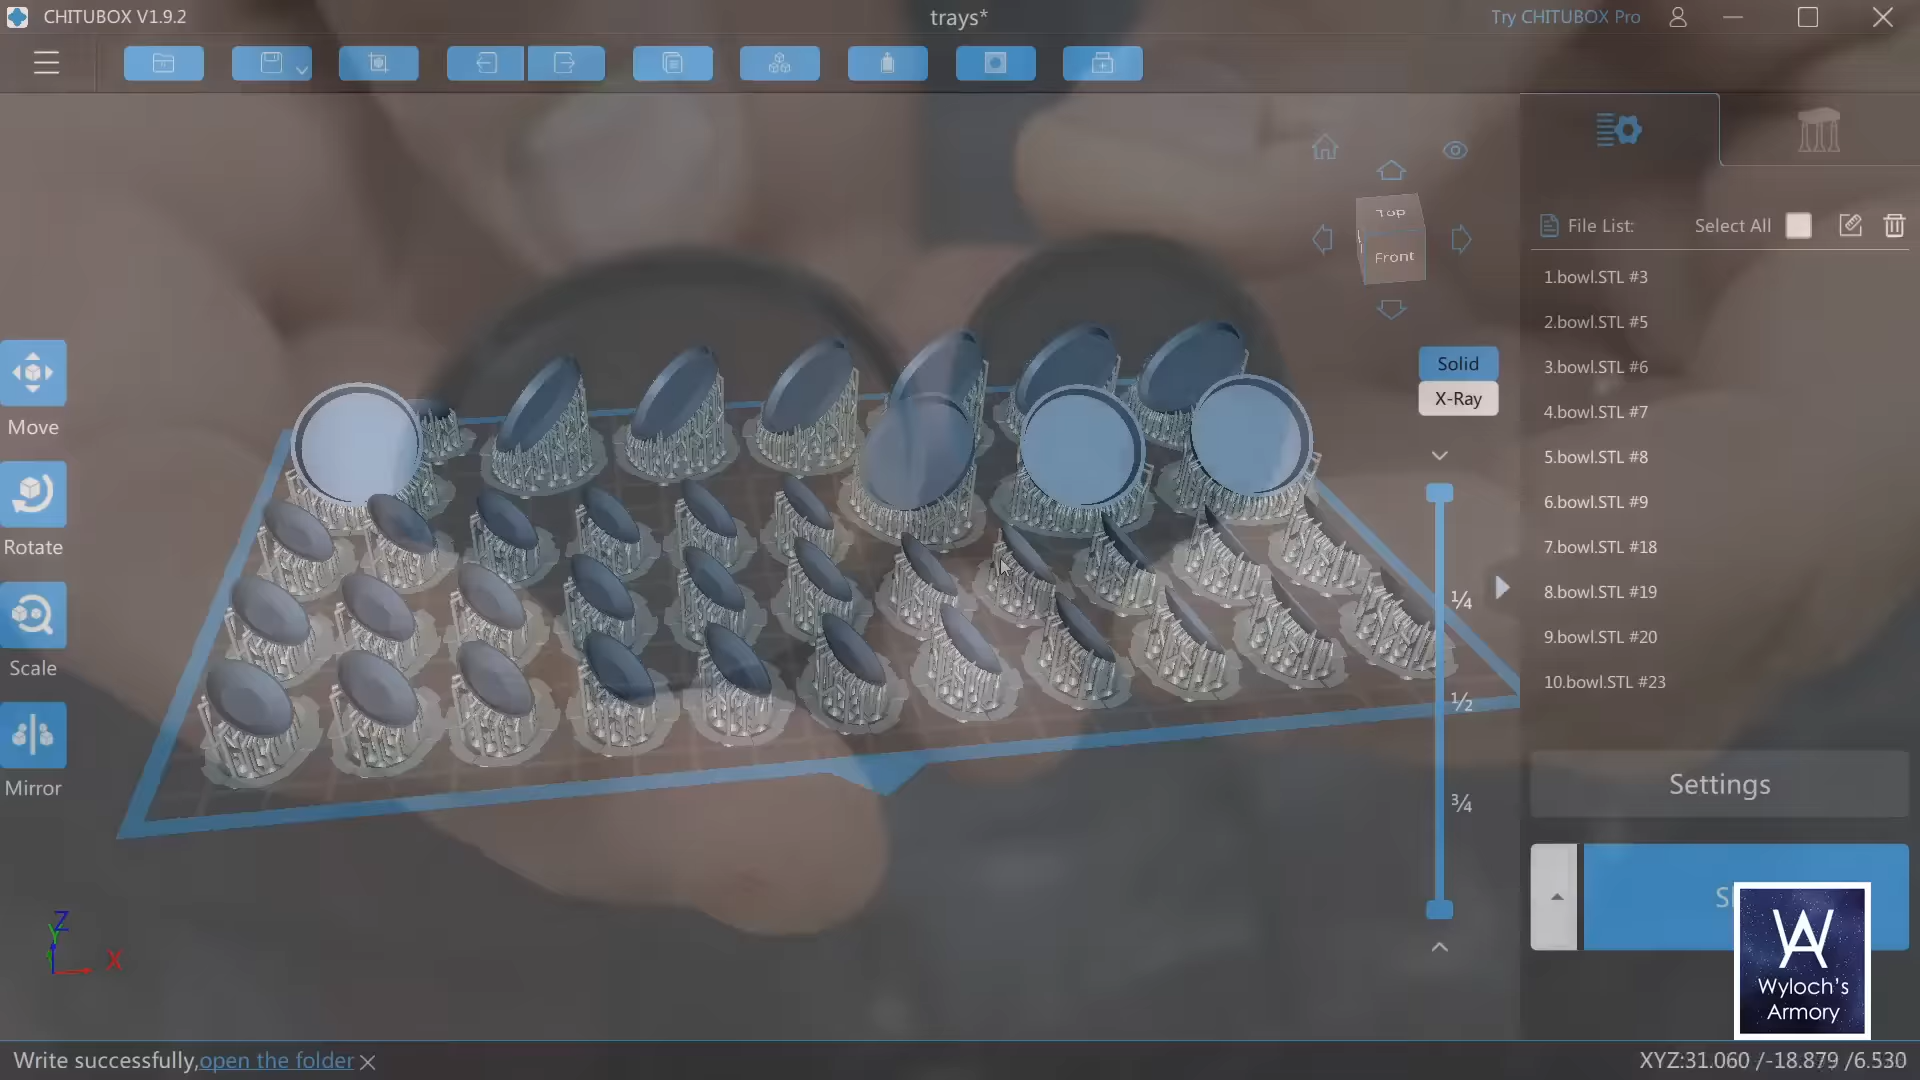 CHITUBOX V1.9.2
trays*
Try CHITUBOX Pro
Top
Front
Solid
X-Ray
¼
½
¾
Move
Rotate
Scale
Mirror
File List:
Select All
1.bowl.STL #3
2.bowl.STL #5
3.bowl.STL #6
4.bowl.STL #7
5.bowl.STL #8
6.bowl.STL #9
7.bowl.STL #18
8.bowl.STL #19
9.bowl.STL #20
10.bowl.STL #23
Settings
WA
Wyloch's
Armory
Z
Y
X
Write successfully,open the folder
XYZ:31.060 /-18.879 /6.530